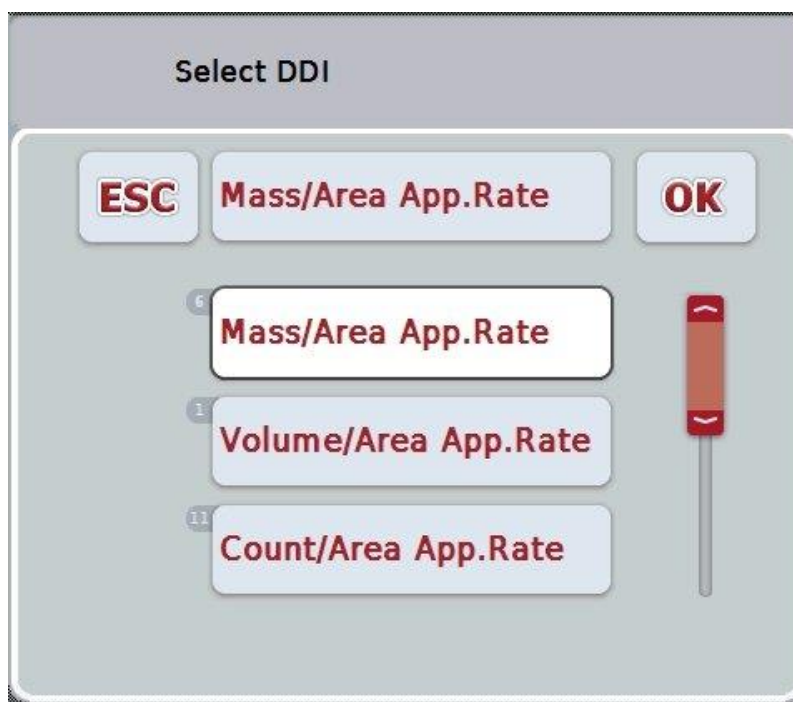 Select DDI
ESC Mass/Area App.Rate OK
6
Mass/Area App.Rate
1
Volume/Area App.Rate
11
Count/Area App.Rate